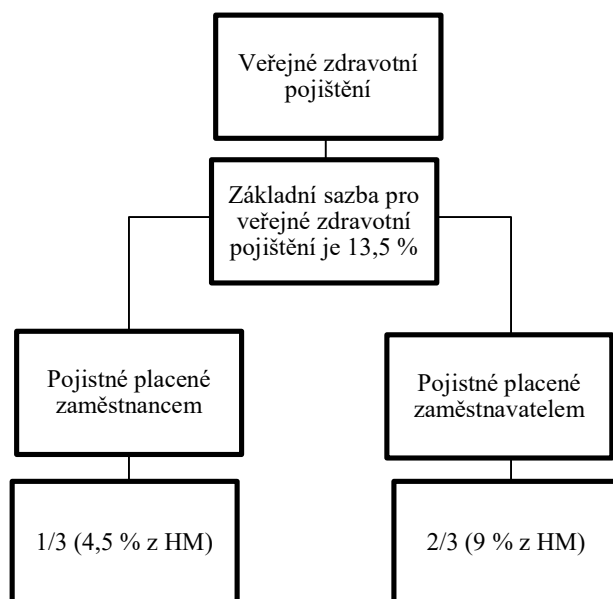 Veřejné zdravotní
pojištění
Základní sazba pro
veřejné zdravotní
pojištění je 13,5 %
Pojistné placené
zaměstnancem
Pojistné placené
zaměstnavatelem
1/3 (4,5 % z HM)
2/3 (9 % z HM)